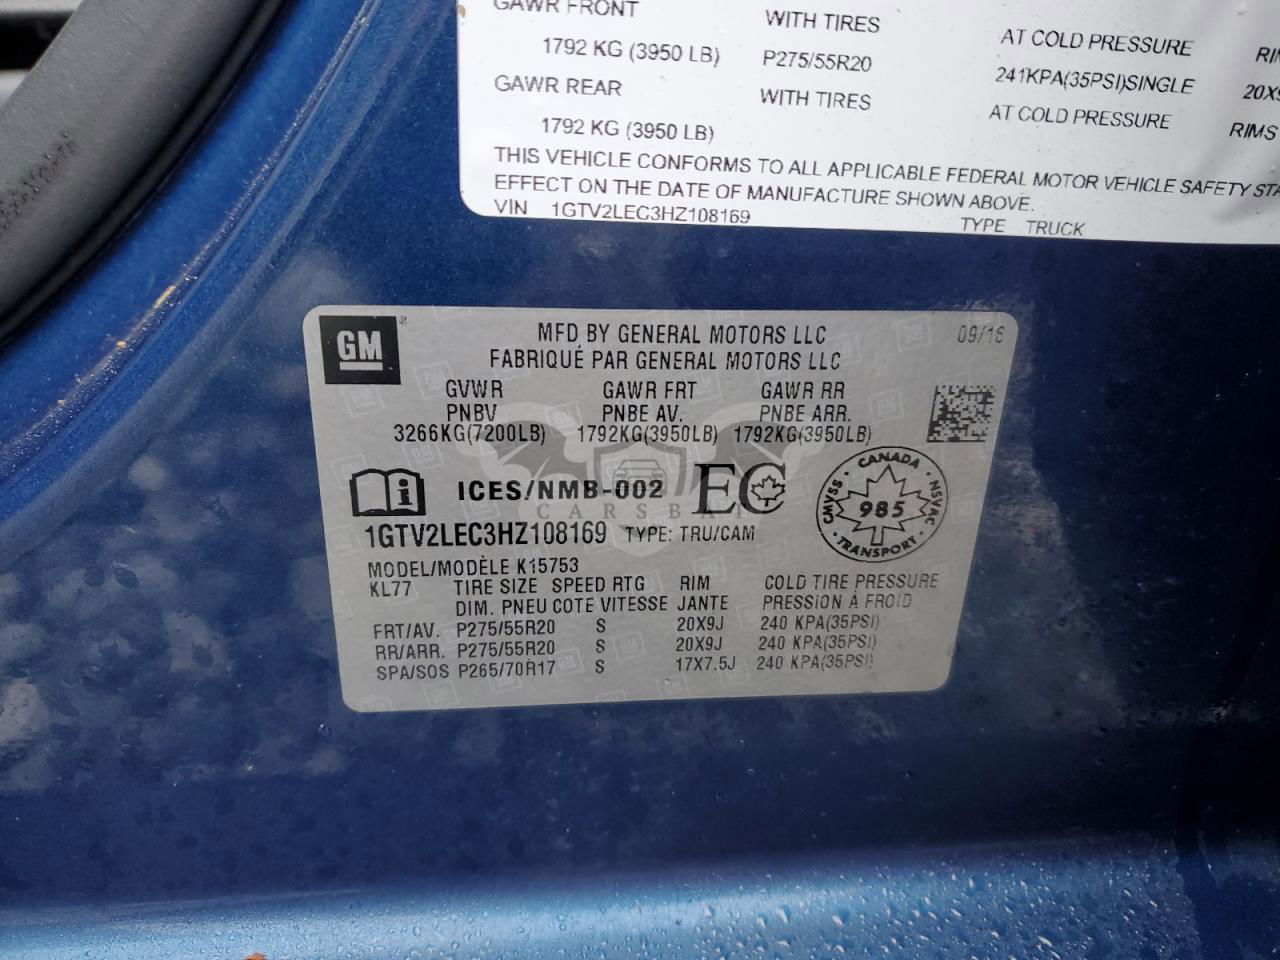 GAWR FRONT WITH TIRES AT COLD PRESSURE
1792 KG (3950 LB) P275/55R20 241KPA(35PSI)SINGLE
GAWR REAR WITH TIRES AT COLD PRESSURE RIMS
1792 KG (3950 LB)
THIS VEHICLE CONFORMS TO ALL APPLICABLE FEDERAL MOTOR VEHICLE SAFETY
EFFECT ON THE DATE OF MANUFACTURE SHOWN ABOVE.
VIN 1GTV2LEC3HZ108169 TYPE TRUCK
GM
MFD BY GENERAL MOTORS LLC 09/16
FABRIQUÉ PAR GENERAL MOTORS LLC
GVWR GAWR FRT GAWR RR
PNBV PNBE AV. PNBE ARR.
3266KG(7200LB) 1792KG(3950LB) 1792KG(3950LB)
i ICES/NMB-002 EC
CANADA CMVSS 985 NSVAC TRANSPORT
CARSBAT
1GTV2LEC3HZ108169 TYPE: TRU/CAM
MODEL/MODÈLE K15753
KL77 TIRE SIZE SPEED RTG RIM COLD TIRE PRESSURE
DIM. PNEU COTE VITESSE JANTE PRESSION À FROID
FRT/AV. P275/55R20 S 20X9J 240 KPA(35PSI)
RR/ARR. P275/55R20 S 20X9J 240 KPA(35PSI)
SPA/SOS P265/70R17 S 17X7.5J 240 KPA(35PSI)